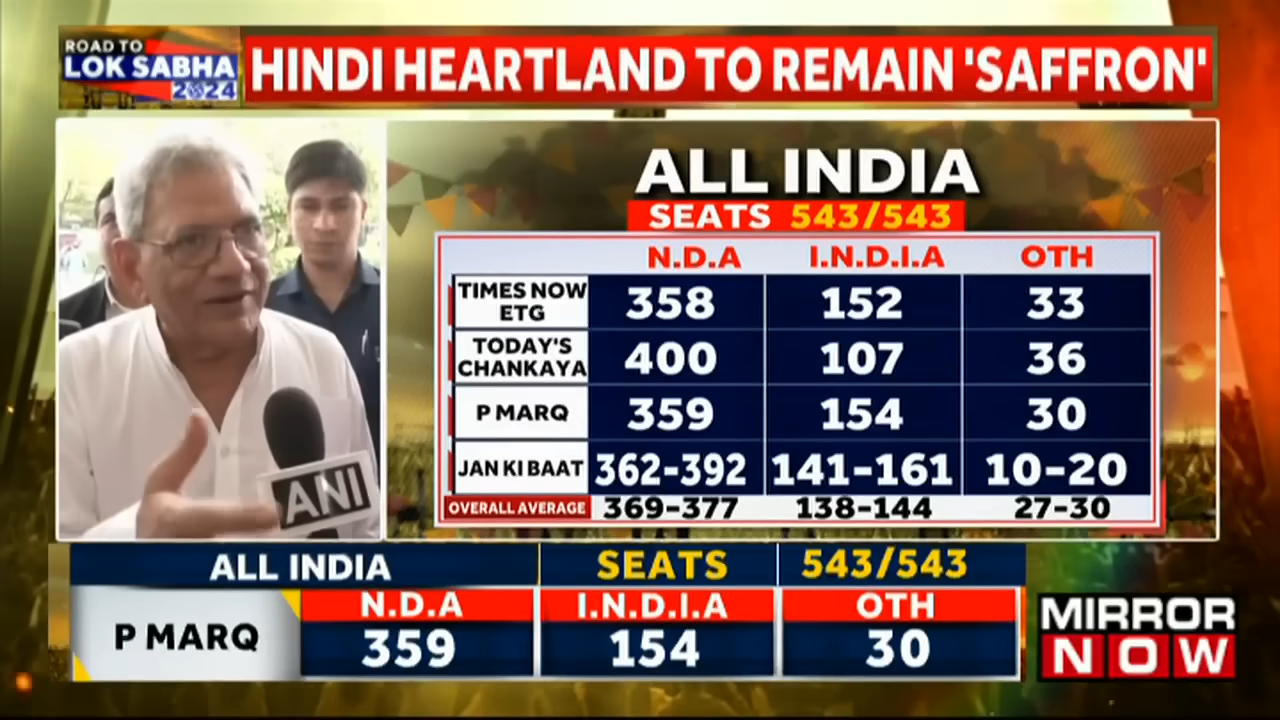 ROAD TO
LOK SABHA
2024
HINDI HEARTLAND TO REMAIN 'SAFFRON'
ALL INDIA
SEATS 543/543
N.D.A I.N.D.I.A OTH
TIMES NOW
ETG
358 152 33
TODAY'S
CHANKAYA
400 107 36
P MARQ 359 154 30
JAN KI BAAT 362-392 141-161 10-20
OVERALL AVERAGE 369-377 138-144 27-30
ANI
ALL INDIA SEATS 543/543
N.D.A I.N.D.I.A OTH
P MARQ 359 154 30
MIRROR
NOW